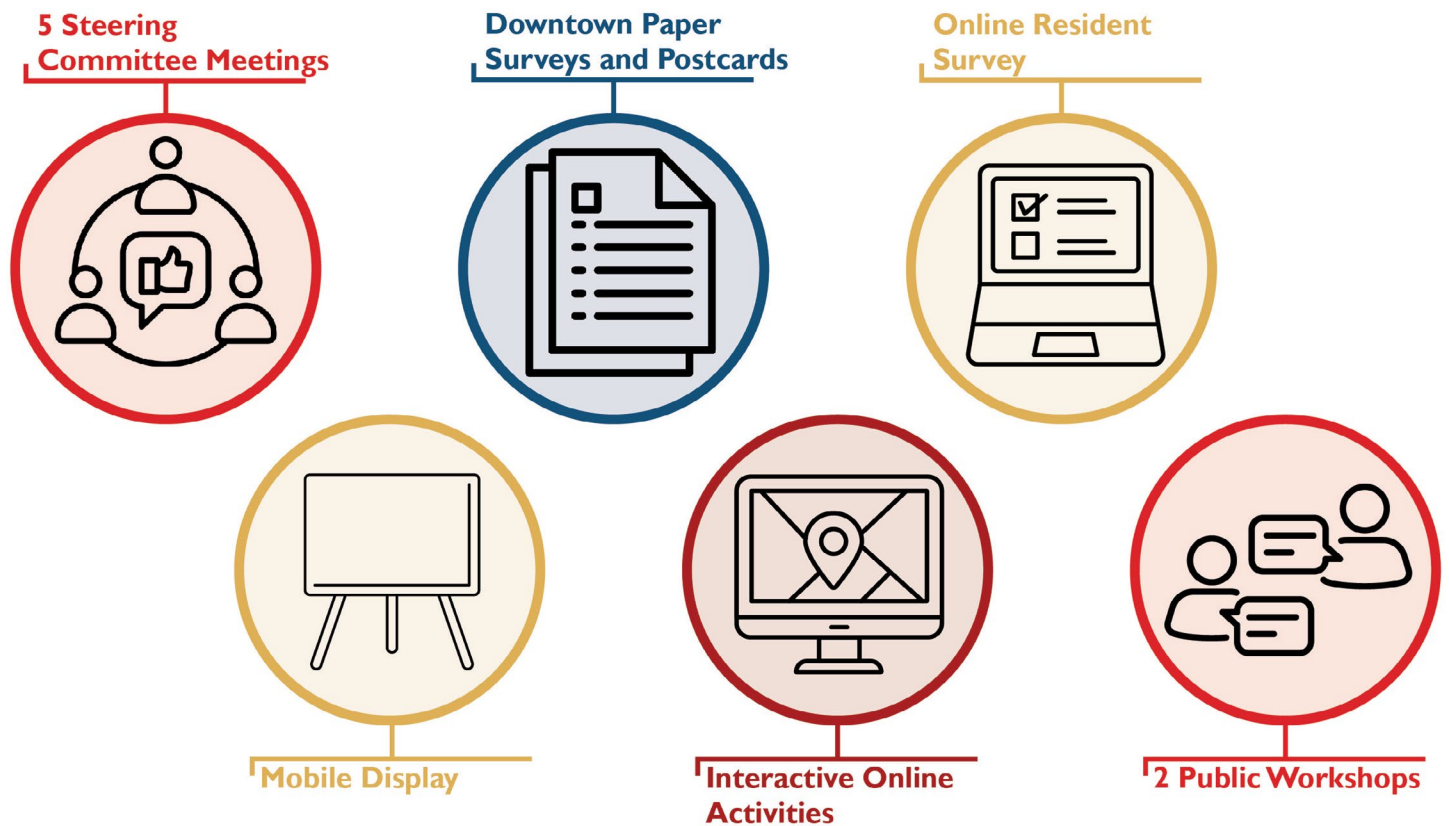 5 Steering
Committee Meetings
Downtown Paper
Surveys and Postcards
Online Resident
Survey
Mobile Display
Interactive Online
Activities
2 Public Workshops